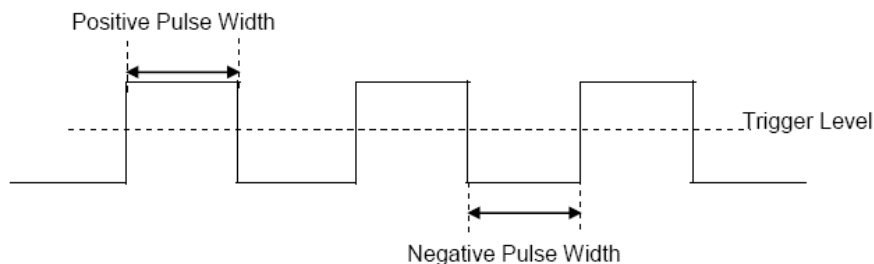 Positive Pulse Width
Trigger Level
Negative Pulse Width